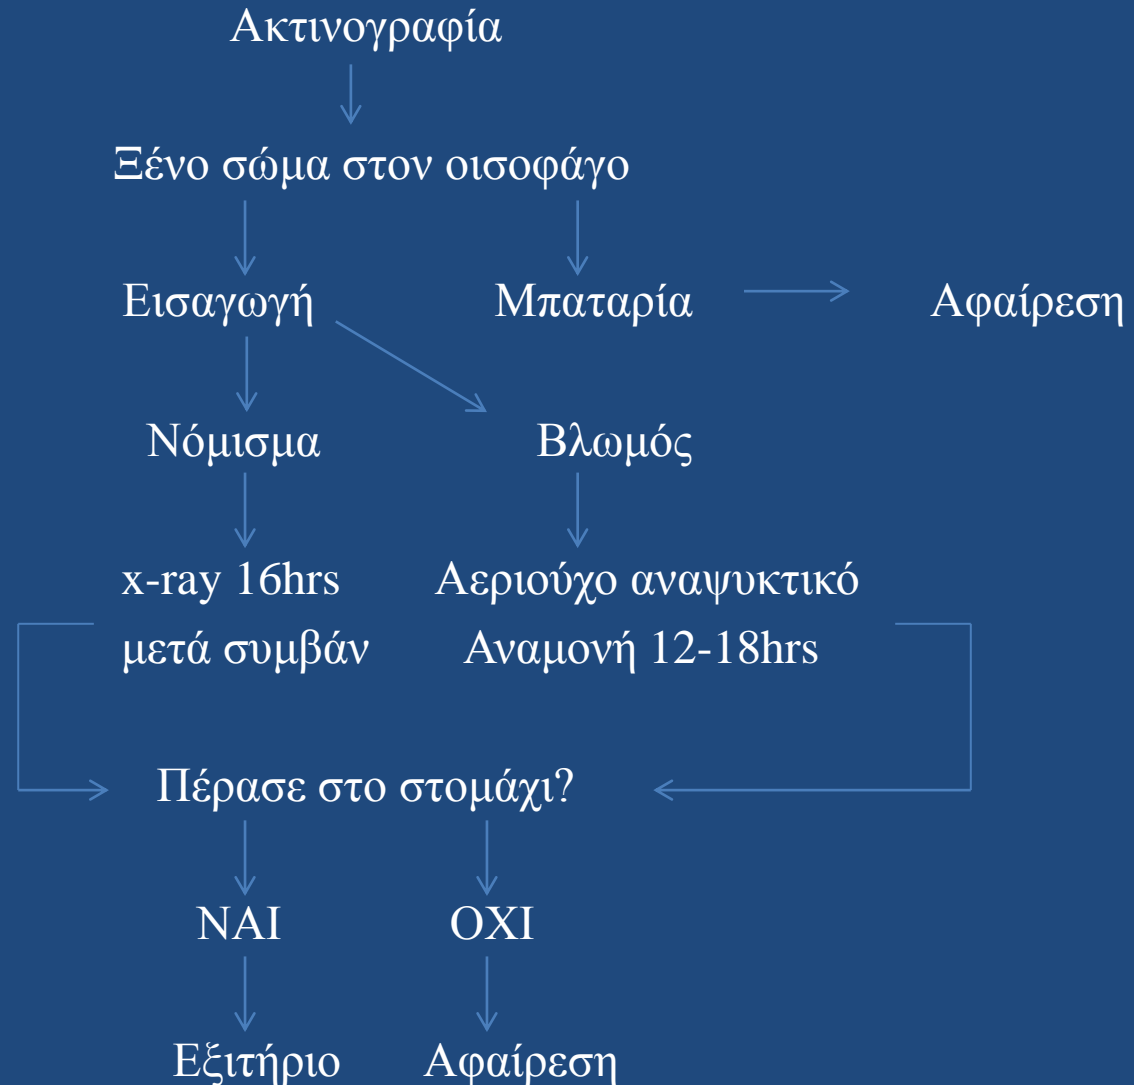 Ακτινογραφία
Ξένο σώμα στον οισοφάγο
Εισαγωγή Μπαταρία Αφαίρεση
Νόμισμα Βλωμός
x-ray 16hrs Αεριούχο αναψυκτικό
μετά συμβάν Αναμονή 12-18hrs
Πέρασε στο στομάχι?
ΝΑΙ ΟΧΙ
Εξιτήριο Αφαίρεση